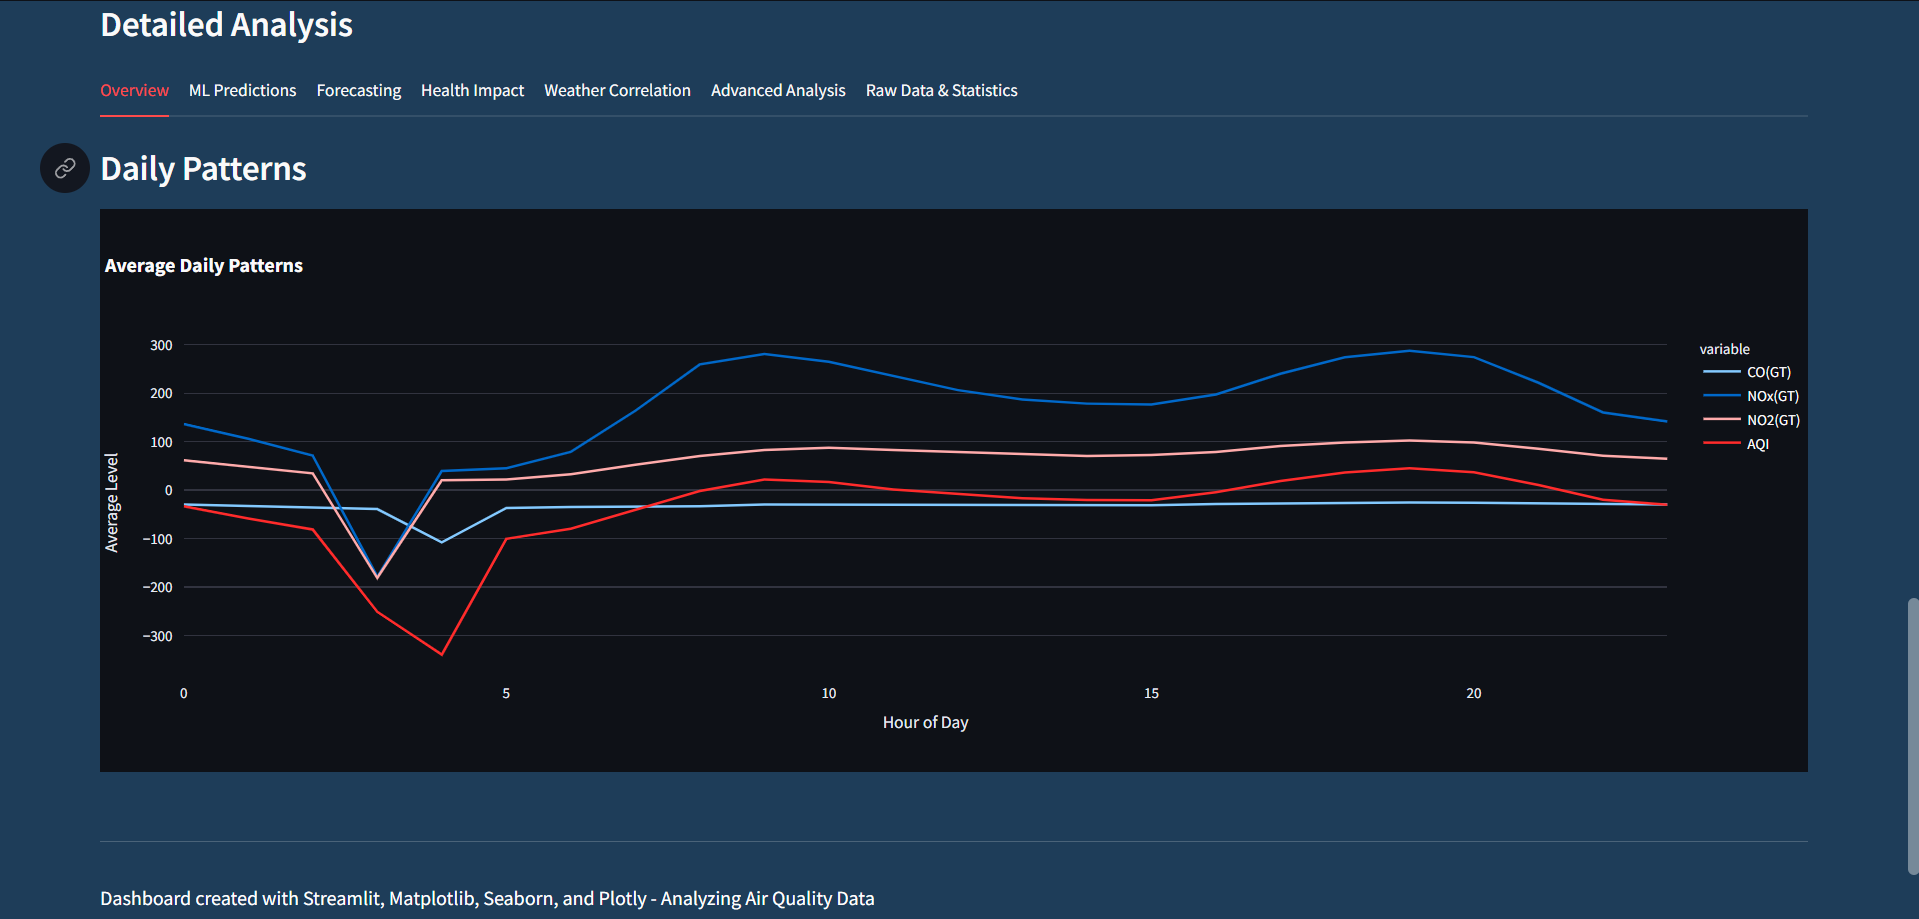 Detailed Analysis
Overview ML Predictions Forecasting Health Impact Weather Correlation Advanced Analysis Raw Data & Statistics
Daily Patterns
Average Daily Patterns
Average Level
300
200
100
0
−100
−200
−300
0 5 10 15 20
Hour of Day
variable
CO(GT)
NOx(GT)
NO2(GT)
AQI
Dashboard created with Streamlit, Matplotlib, Seaborn, and Plotly - Analyzing Air Quality Data